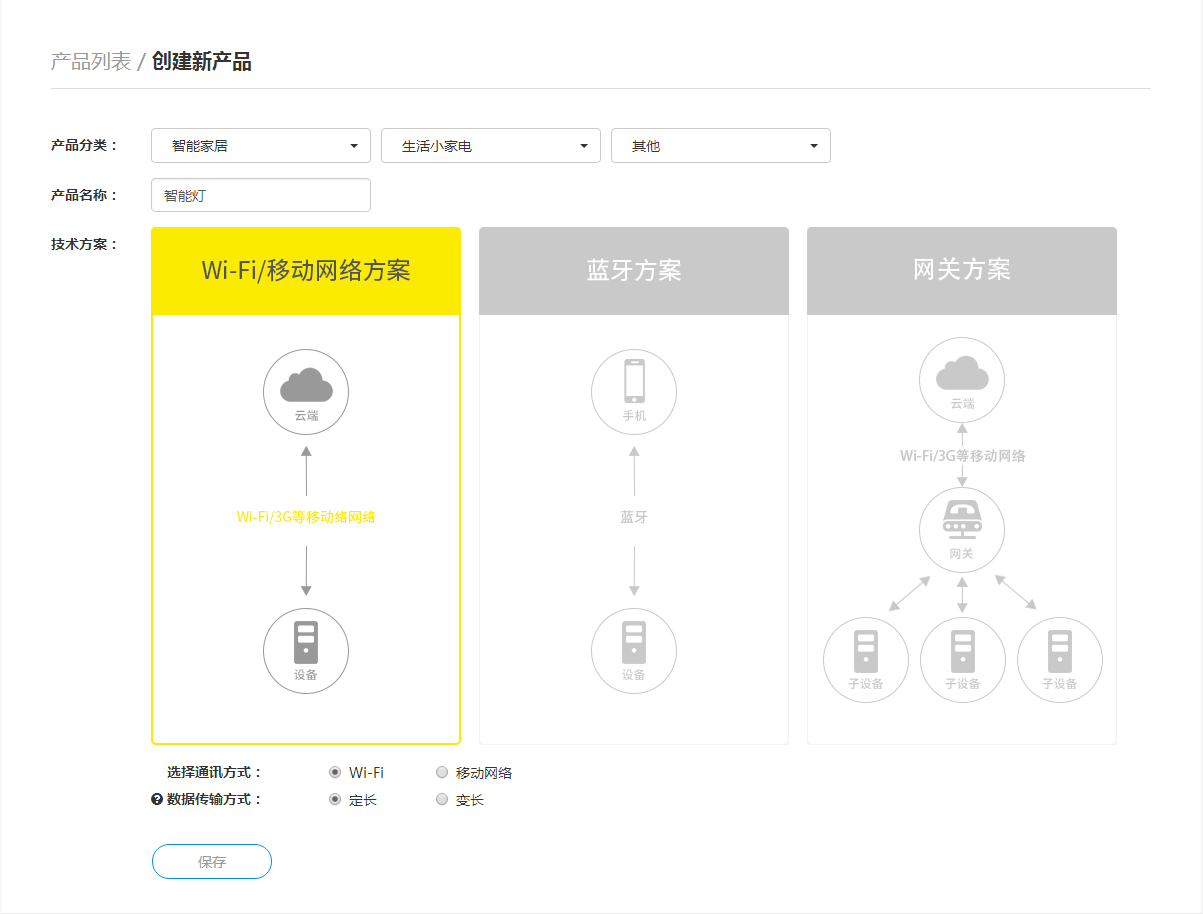 产品列表 / 创建新产品
产品分类： 智能家居 生活小家电 其他
产品名称： 智能灯
技术方案：
Wi-Fi/移动网络方案
云端
Wi-Fi/3G等移动络网络
设备
蓝牙方案
手机
蓝牙
设备
网关方案
云端
Wi-Fi/3G等移动网络
网关
子设备 子设备 子设备
选择通讯方式： Wi-Fi 移动网络
? 数据传输方式： 定长 变长
保存